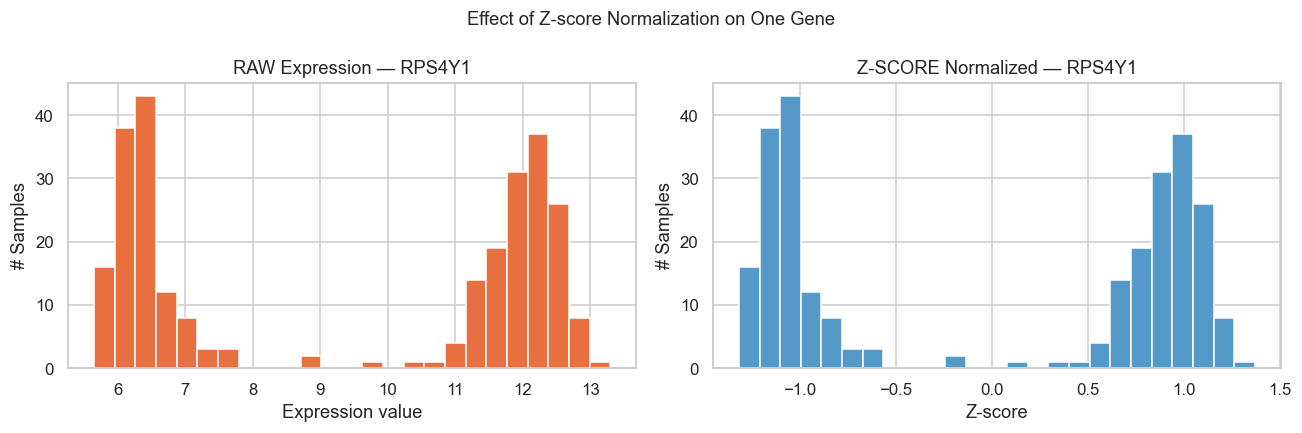 Effect of Z-score Normalization on One Gene
RAW Expression — RPS4Y1
# Samples
40
30
20
10
0
6 7 8 9 10 11 12 13
Expression value
Z-SCORE Normalized — RPS4Y1
# Samples
40
30
20
10
0
−1.0 −0.5 0.0 0.5 1.0 1.5
Z-score